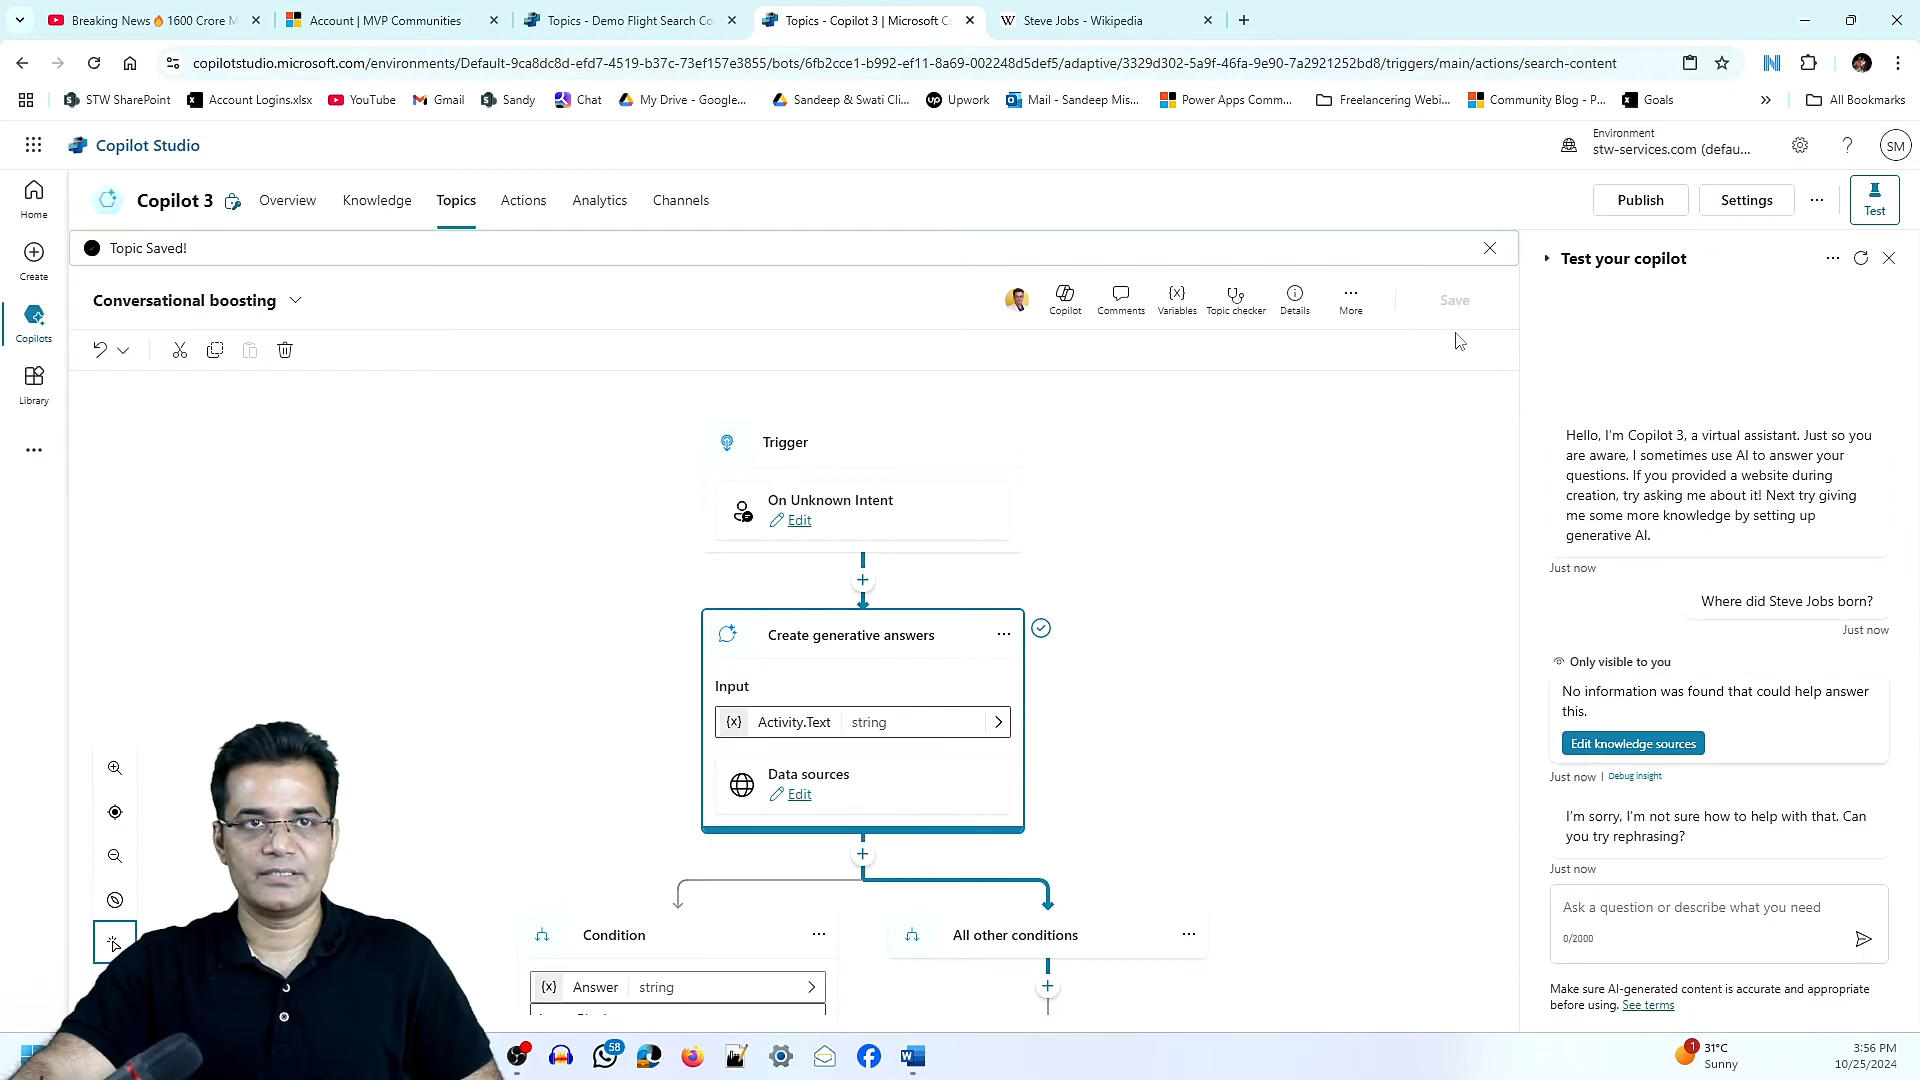 Breaking News🔥 1600 Crore M
Account | MVP Communities
Topics - Demo Flight Search Co
Topics - Copilot 3 | Microsoft Co
W Steve Jobs - Wikipedia
copilotstudio.microsoft.com/environments/Default-9ca8dc8d-efd7-4519-b37c-73ef157e3855/bots/6fb2cce1-b992-ef11-8a69-002248d5def5/adaptive/3329d302-5a9f-46fa-9e90-7a2921252bd8/triggers/main/actions/search-content
STW SharePoint
Account Logins.xlsx
YouTube
Gmail
Sandy
Chat
My Drive - Google...
Sandeep & Swati Cli...
Upwork
Mail - Sandeep Mis...
Power Apps Comm...
Freelancering Webi...
Community Blog - P...
Goals
All Bookmarks
Copilot Studio
Environment
stw-services.com (defau...
SM
Home
Create
Copilots
Library
Copilot 3
Overview
Knowledge
Topics
Actions
Analytics
Channels
Publish
Settings
Test
Topic Saved!
Conversational boosting
Copilot
Comments
Variables
Topic checker
Details
More
Save
Trigger
On Unknown Intent
Edit
Create generative answers
Input
{x} Activity.Text string
Data sources
Edit
Condition
{x} Answer string
All other conditions
Test your copilot
Hello, I'm Copilot 3, a virtual assistant. Just so you
are aware, I sometimes use AI to answer your
questions. If you provided a website during
creation, try asking me about it! Next try giving
me some more knowledge by setting up
generative AI.
Just now
Where did Steve Jobs born?
Just now
Only visible to you
No information was found that could help answer
this.
Edit knowledge sources
Just now | Debug insight
I'm sorry, I'm not sure how to help with that. Can
you try rephrasing?
Just now
Ask a question or describe what you need
0/2000
Make sure AI-generated content is accurate and appropriate
before using. See terms
58
1
31°C
Sunny
3:56 PM
10/25/2024